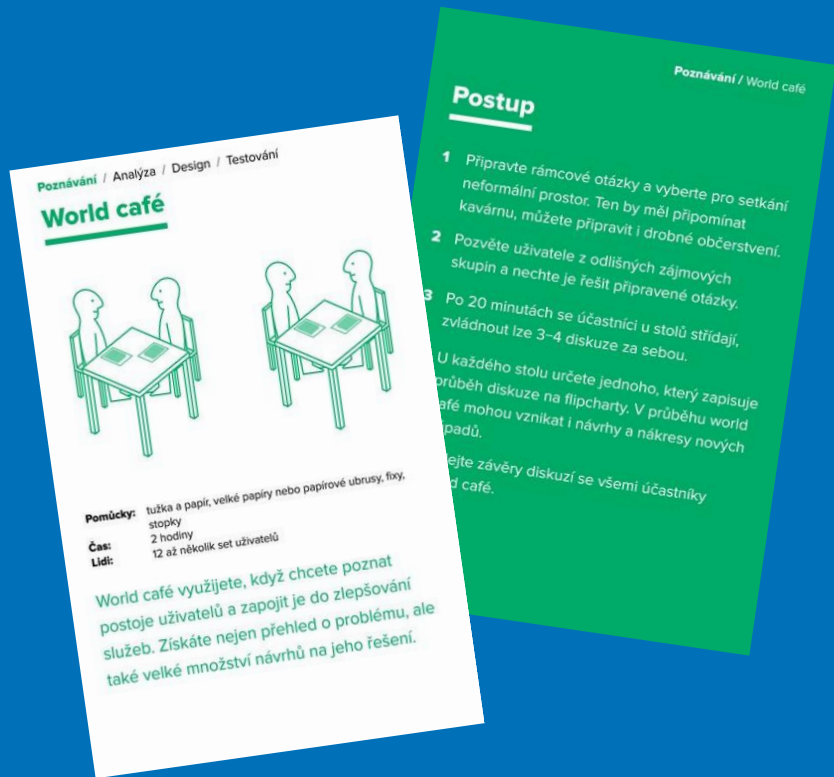 Poznávání / Analýza / Design / Testování
World café
Pomůcky: tužka a papír, velké papíry nebo papírové ubrusy, fixy,
stopky
Čas: 2 hodiny
Lidi: 12 až několik set uživatelů
World café využijete, když chcete poznat
postoje uživatelů a zapojit je do zlepšování
služeb. Získáte nejen přehled o problému, ale
také velké množství návrhů na jeho řešení.
Poznávání / World café
Postup
1 Připravte rámcové otázky a vyberte pro setkání
neformální prostor. Ten by měl připomínat
kavárnu, můžete připravit i drobné občerstvení.
2 Pozvěte uživatele z odlišných zájmových
skupin a nechte je řešit připravené otázky.
3 Po 20 minutách se účastníci u stolů střídají,
zvládnout lze 3–4 diskuze za sebou.
U každého stolu určete jednoho, který zapisuje
průběh diskuze na flipcharty. V průběhu world
afé mohou vznikat i návrhy a nákresy nových
padů.
ejte závěry diskuzí se všemi účastníky
d café.